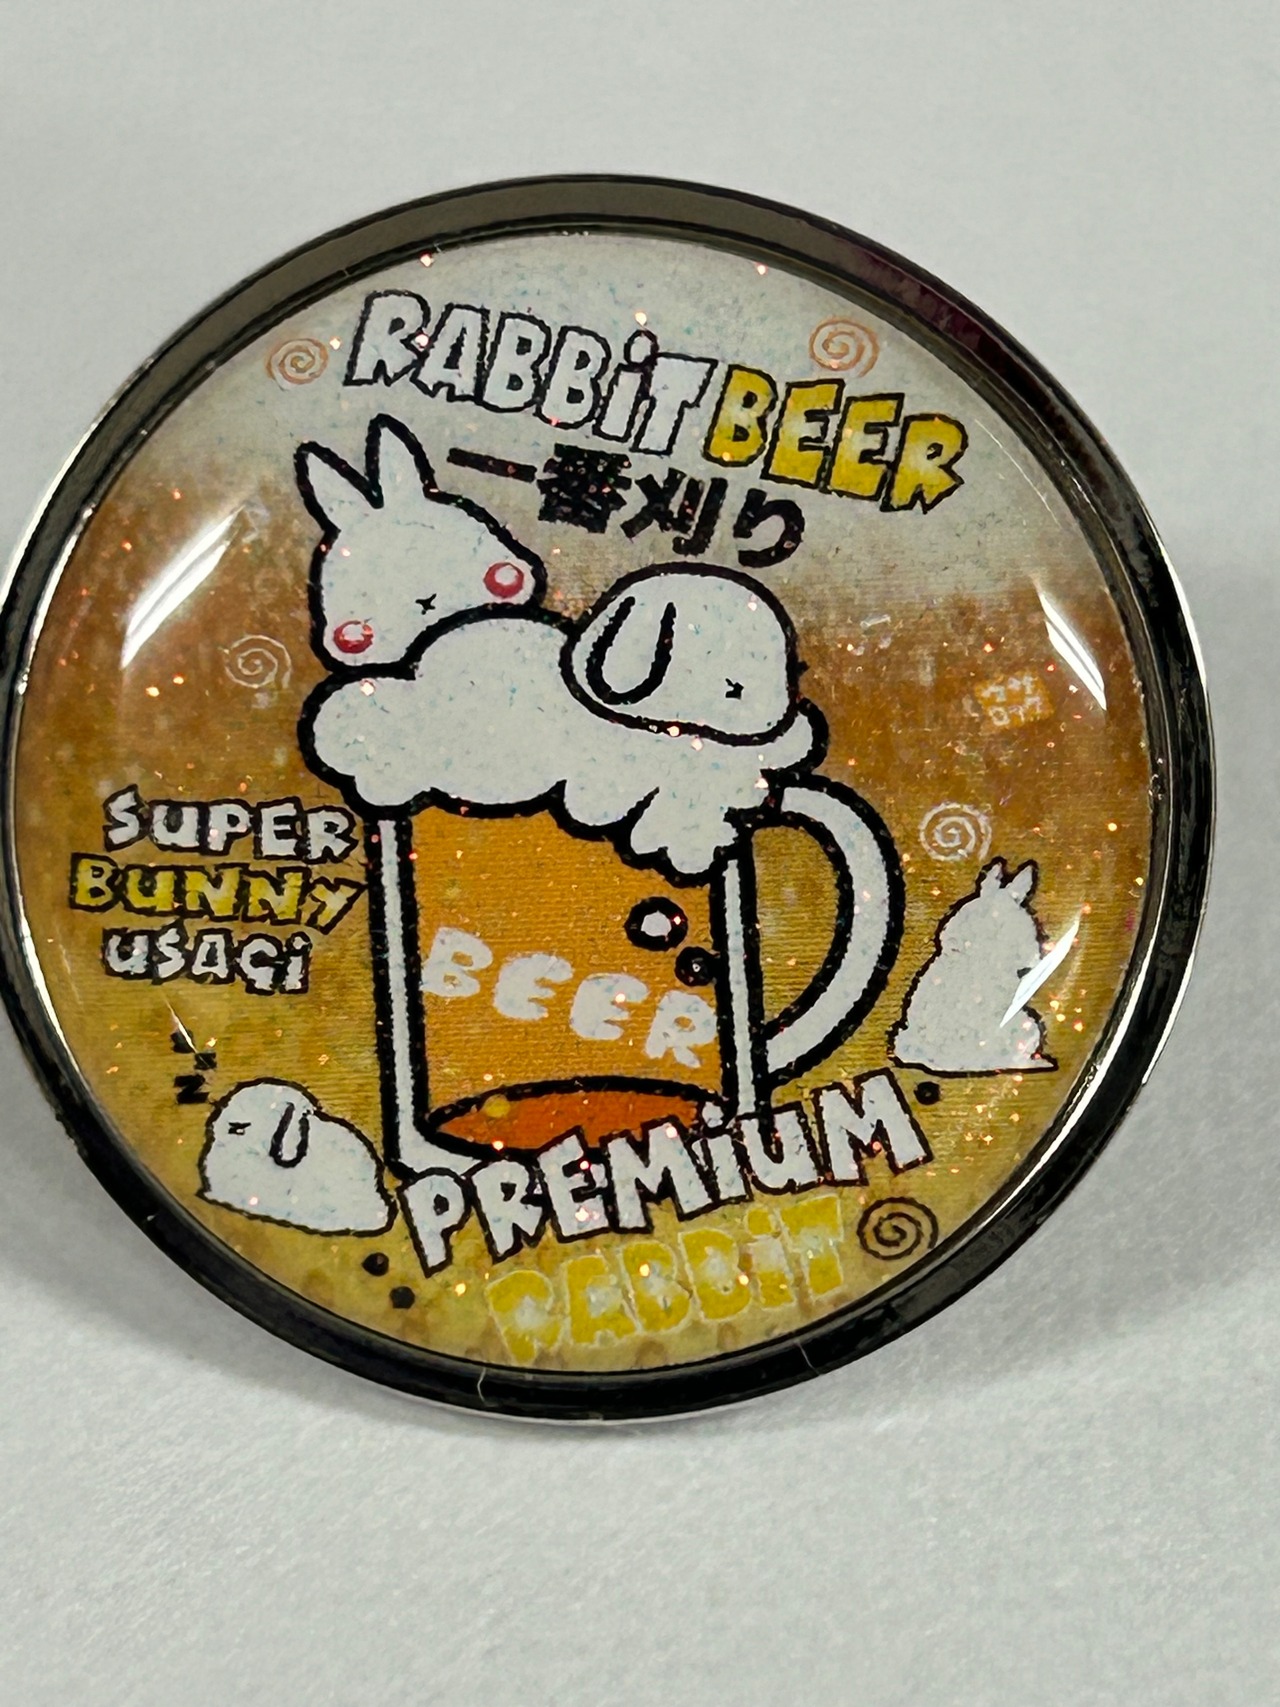 RABBiT BEER
一番刈り
SUPER
BUNNY
USAGi
BEER
PREMiUM
RABBiT